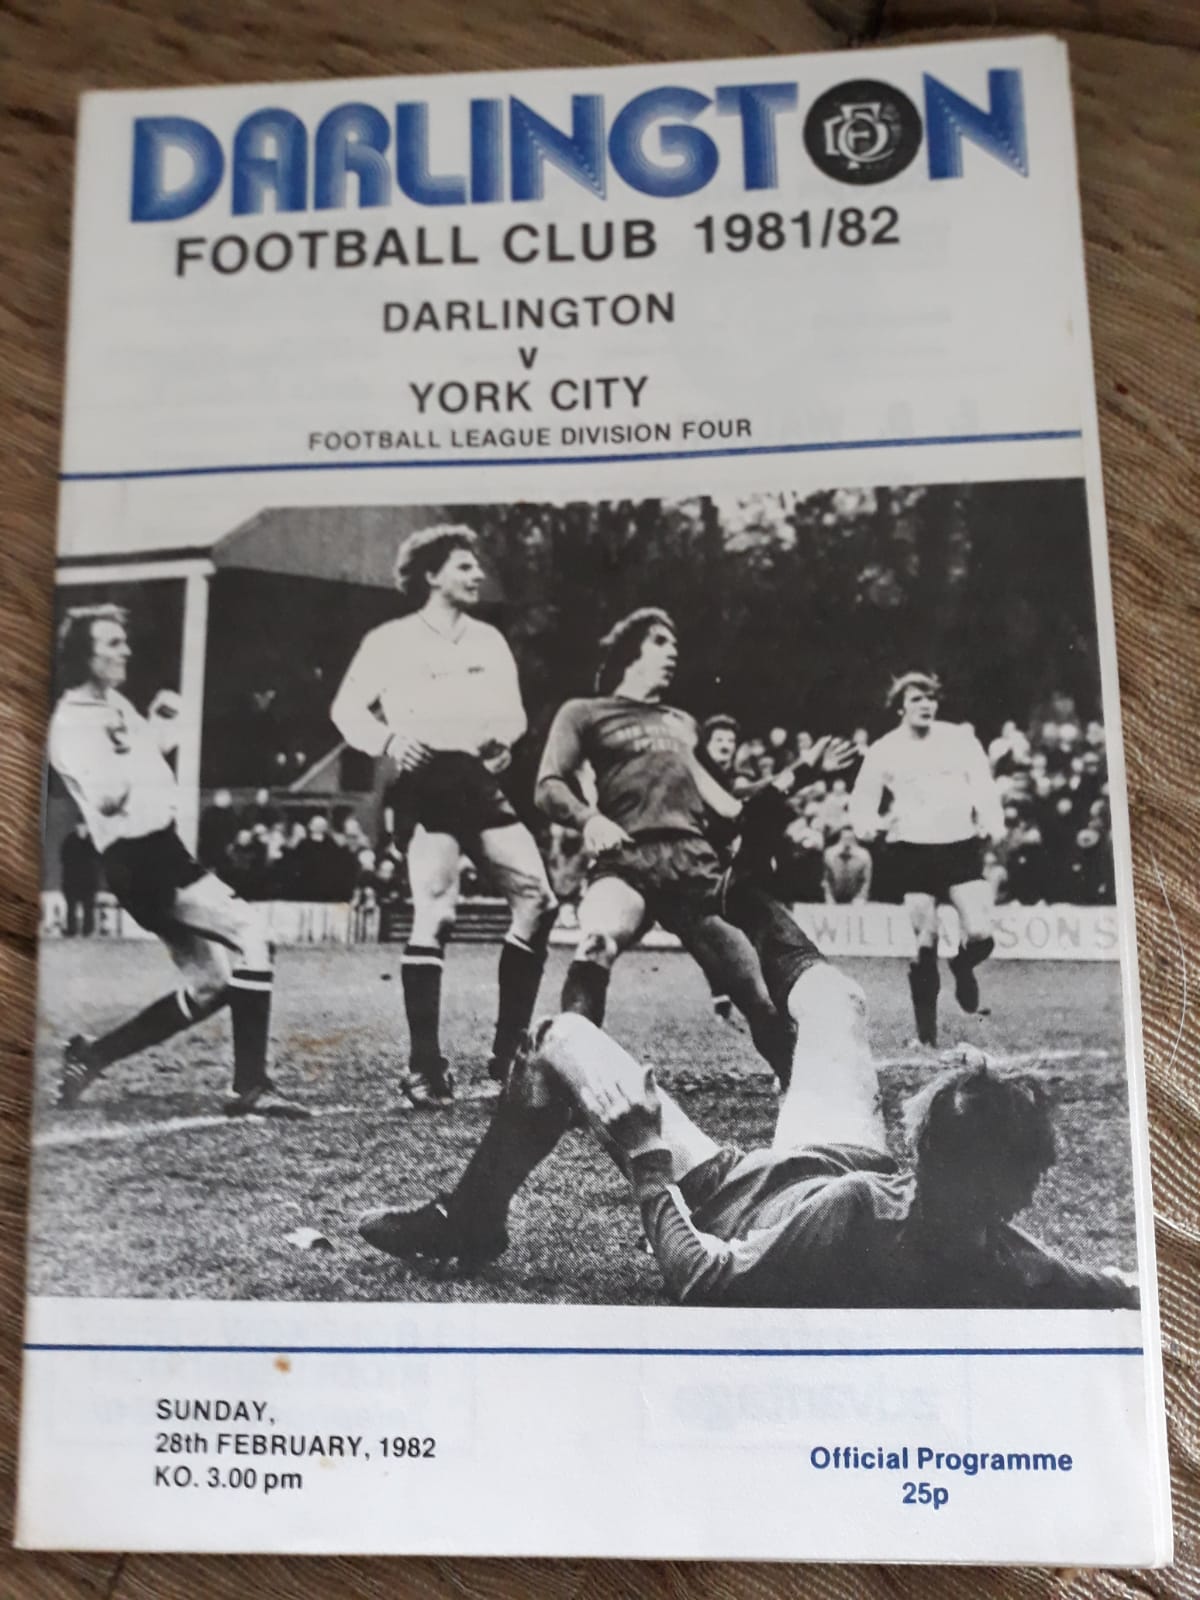 DARLINGTON
FOOTBALL CLUB 1981/82
DARLINGTON
v
YORK CITY
FOOTBALL LEAGUE DIVISION FOUR
WILLIAMSONS
SUNDAY,
28th FEBRUARY, 1982
KO. 3.00 pm
Official Programme
25p